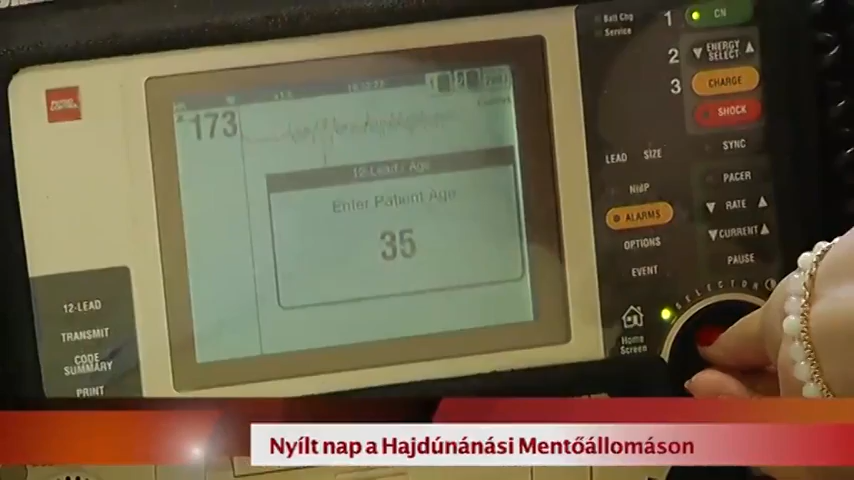 173
12-Lead / Age
Enter Patient Age
35
Batt Chg
Service
1
ON
2
ENERGY
SELECT
3
CHARGE
SHOCK
SYNC
LEAD SIZE
PACER
NIBP
RATE
ALARMS
CURRENT
OPTIONS
PAUSE
EVENT
SELECTOR
Home
Screen
12-LEAD
TRANSMIT
CODE
SUMMARY
PRINT
Nyílt nap a Hajdúnánási Mentőállomáson